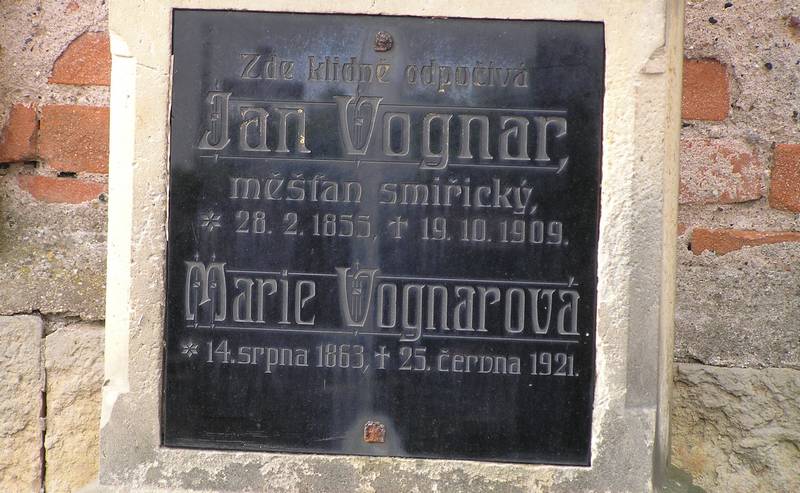 Zde klidně odpočívá
Jan Vognar,
měšťan smiřický,
* 28. 2. 1855, † 19. 10. 1909.
Marie Vognarová
* 14. srpna 1863, † 25. června 1921.